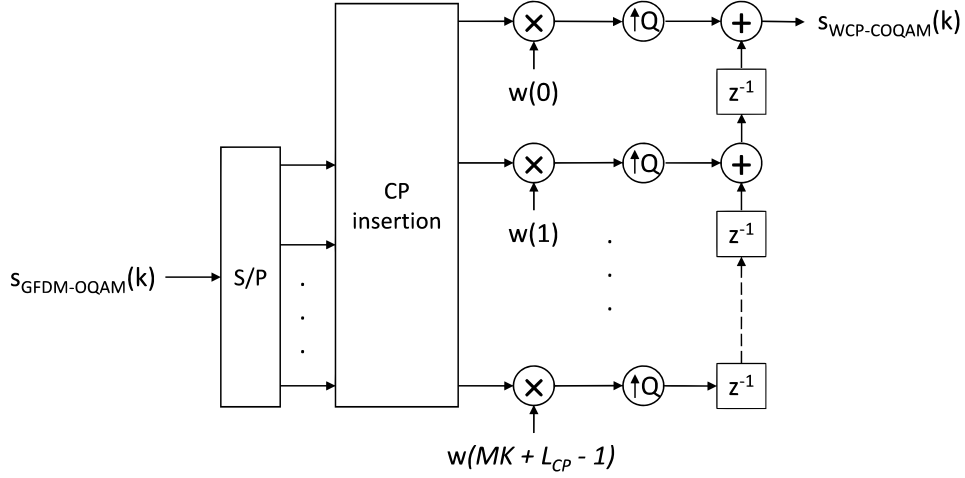 ↑Q
+
s_WCP-COQAM(k)
w(0)
z⁻¹
CP
insertion
↑Q
+
w(1)
z⁻¹
s_GFDM-OQAM(k)
S/P
↑Q
z⁻¹
w(MK + L_CP - 1)